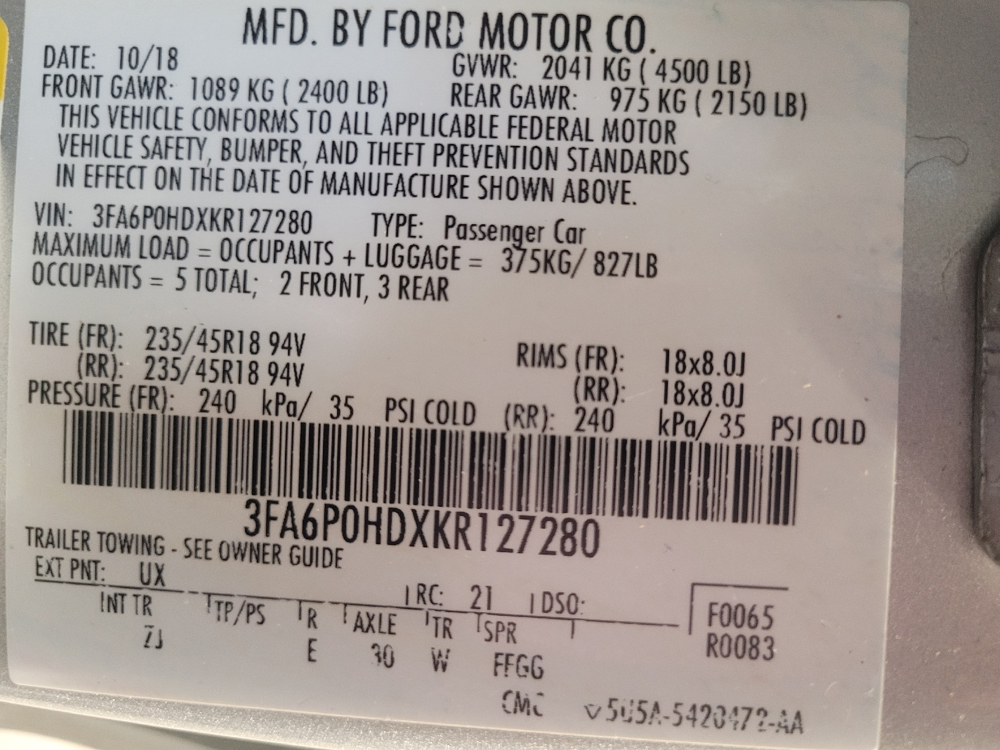 MFD. BY FORD MOTOR CO.
DATE: 10/18 GVWR: 2041 KG ( 4500 LB)
FRONT GAWR: 1089 KG ( 2400 LB) REAR GAWR: 975 KG ( 2150 LB)
THIS VEHICLE CONFORMS TO ALL APPLICABLE FEDERAL MOTOR
VEHICLE SAFETY, BUMPER, AND THEFT PREVENTION STANDARDS
IN EFFECT ON THE DATE OF MANUFACTURE SHOWN ABOVE.
VIN: 3FA6P0HDXKR127280 TYPE: Passenger Car
MAXIMUM LOAD = OCCUPANTS + LUGGAGE = 375KG/ 827LB
OCCUPANTS = 5 TOTAL; 2 FRONT, 3 REAR
TIRE (FR): 235/45R18 94V RIMS (FR): 18x8.0J
(RR): 235/45R18 94V (RR): 18x8.0J
PRESSURE (FR): 240 kPa/ 35 PSI COLD (RR): 240 kPa/ 35 PSI COLD
3FA6P0HDXKR127280
TRAILER TOWING - SEE OWNER GUIDE
EXT PNT: UX RC: 21 DSO: F0065
INT TR TP/PS R AXLE TR SPR R0083
E 30 W FFGG